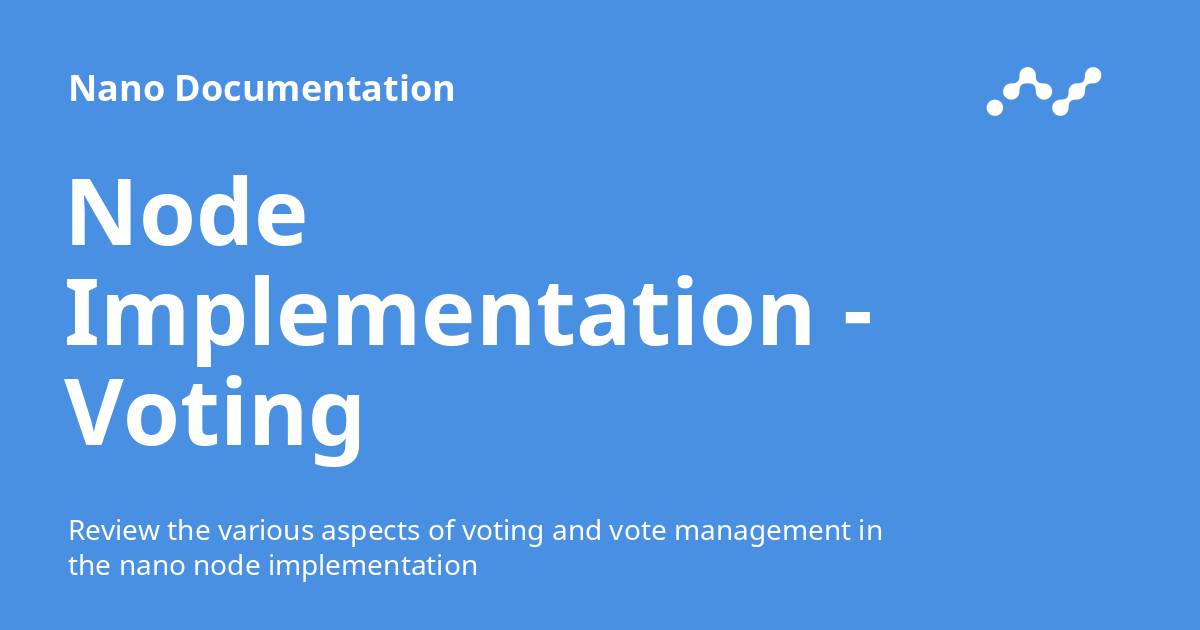 Nano Documentation
Node
Implementation -
Voting
Review the various aspects of voting and vote management in
the nano node implementation